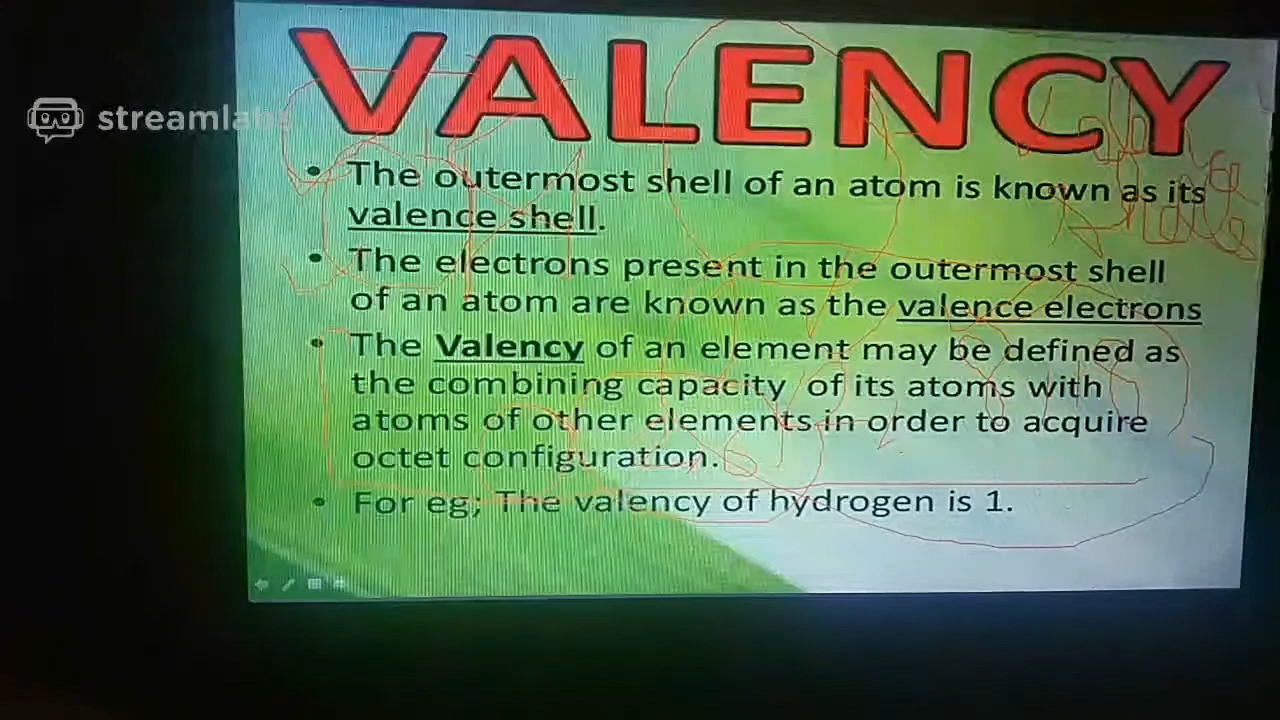 VALENCY
streamlabs
• The outermost shell of an atom is known as its
valence shell.
• The electrons present in the outermost shell
of an atom are known as the valence electrons
• The Valency of an element may be defined as
the combining capacity of its atoms with
atoms of other elements in order to acquire
octet configuration.
• For eg; The valency of hydrogen is 1.